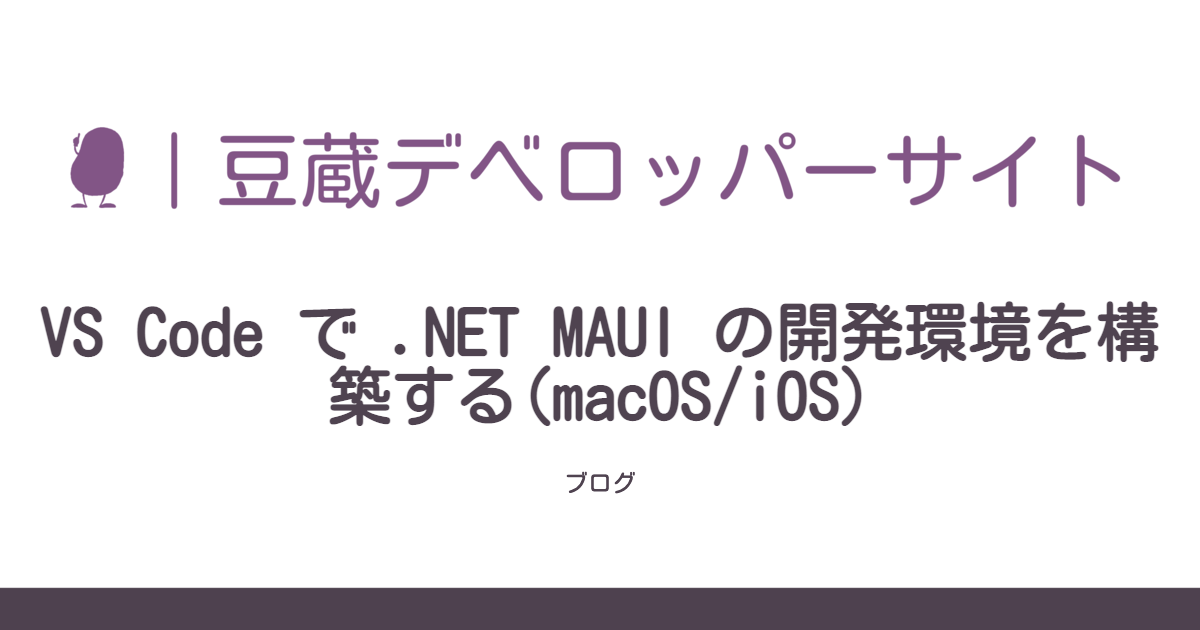 ｜豆蔵デベロッパーサイト
VS Code で .NET MAUI の開発環境を構
築する(macOS/iOS)
ブログ